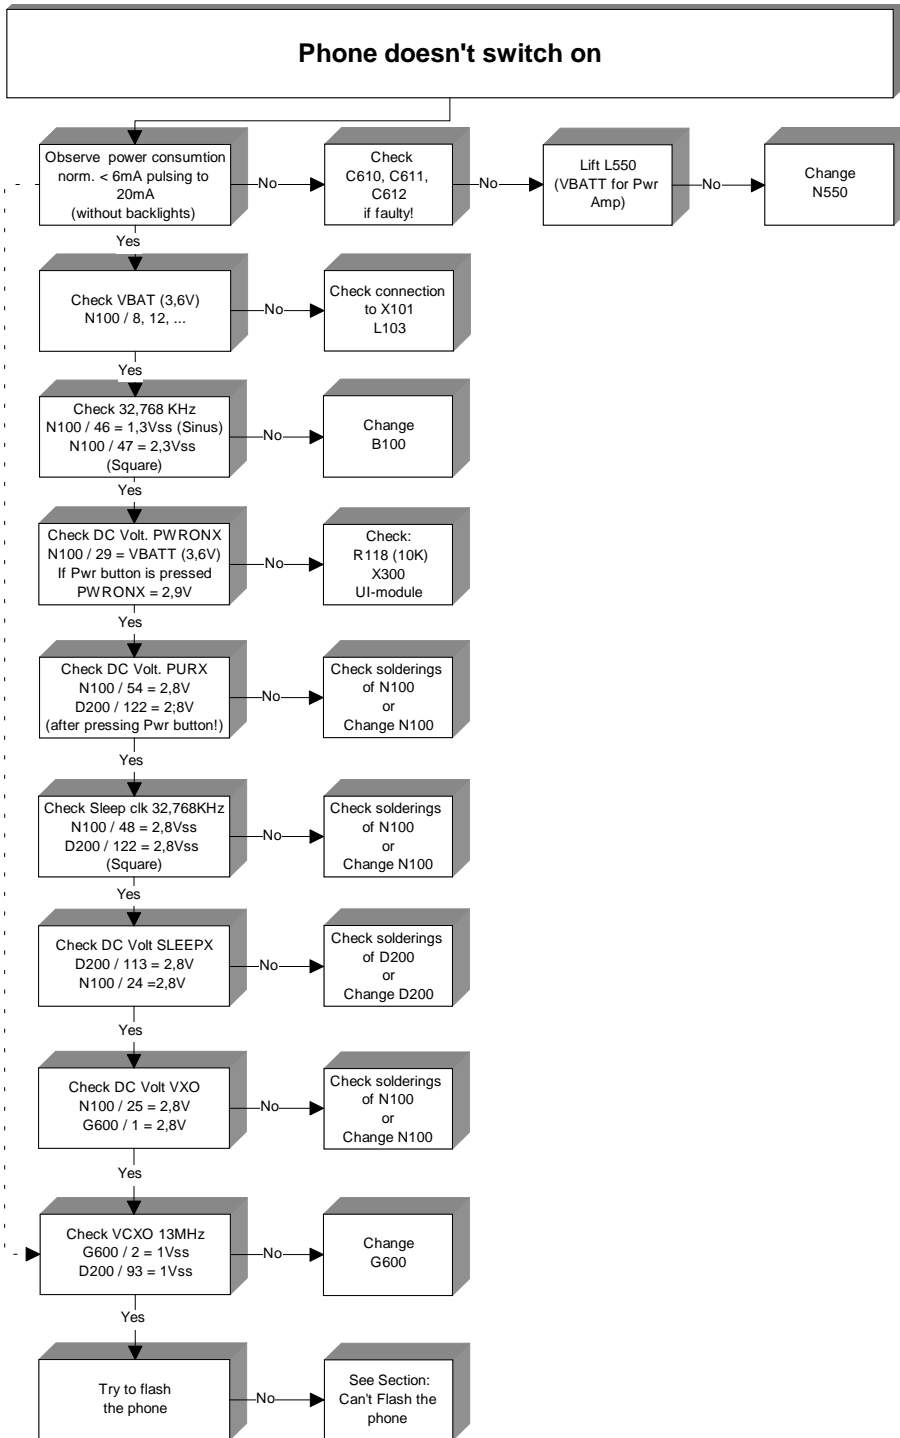 Phone doesn't switch on
Observe power consumtion
norm. < 6mA pulsing to
20mA
(without backlights)
No
Check
C610, C611,
C612
if faulty!
No
Lift L550
(VBATT for Pwr
Amp)
No
Change
N550
Yes
Check VBAT (3,6V)
N100 / 8, 12, ...
No
Check connection
to X101
L103
Yes
Check 32,768 KHz
N100 / 46 = 1,3Vss (Sinus)
N100 / 47 = 2,3Vss
(Square)
No
Change
B100
Yes
Check DC Volt. PWRONX
N100 / 29 = VBATT (3,6V)
If Pwr button is pressed
PWRONX = 2,9V
No
Check:
R118 (10K)
X300
UI-module
Yes
Check DC Volt. PURX
N100 / 54 = 2,8V
D200 / 122 = 2;8V
(after pressing Pwr button!)
No
Check solderings
of N100
or
Change N100
Yes
Check Sleep clk 32,768KHz
N100 / 48 = 2,8Vss
D200 / 122 = 2,8Vss
(Square)
No
Check solderings
of N100
or
Change N100
Yes
Check DC Volt SLEEPX
D200 / 113 = 2,8V
N100 / 24 =2,8V
No
Check solderings
of D200
or
Change D200
Yes
Check DC Volt VXO
N100 / 25 = 2,8V
G600 / 1 = 2,8V
No
Check solderings
of N100
or
Change N100
Yes
Check VCXO 13MHz
G600 / 2 = 1Vss
D200 / 93 = 1Vss
No
Change
G600
Yes
Try to flash
the phone
No
See Section:
Can't Flash the
phone